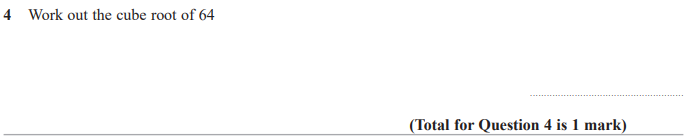 4 Work out the cube root of 64
(Total for Question 4 is 1 mark)